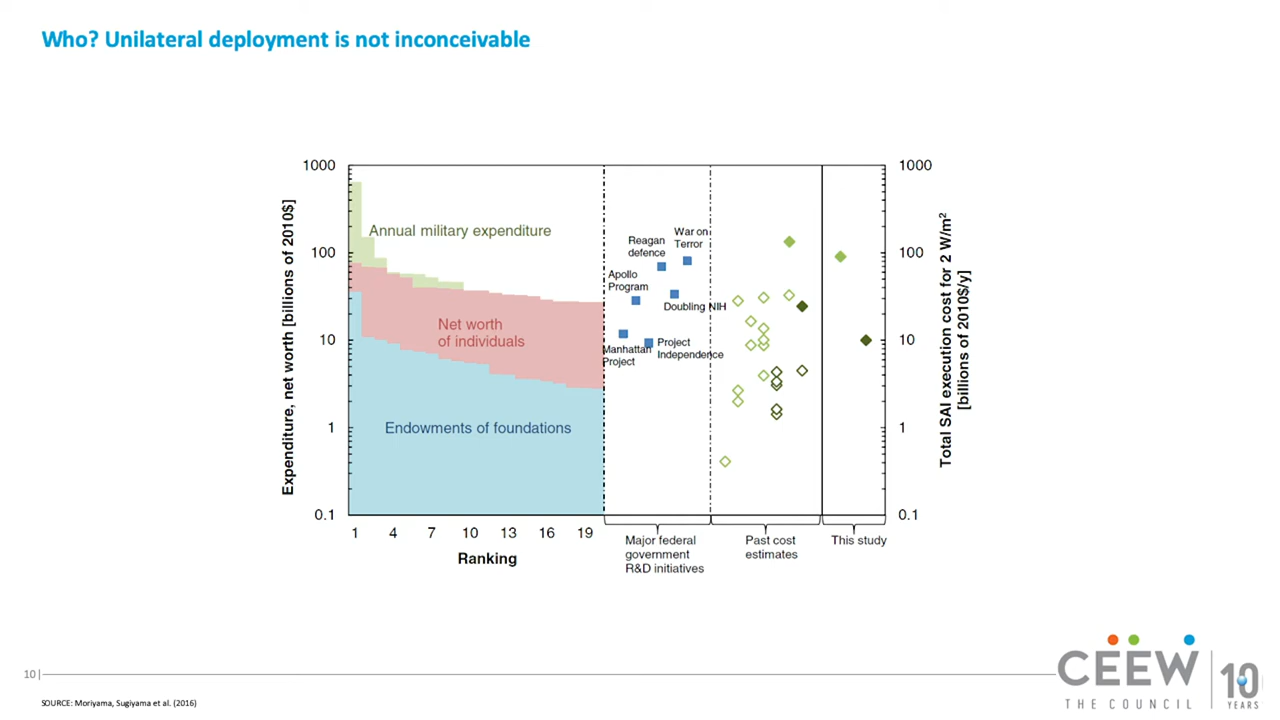 Who? Unilateral deployment is not inconceivable
1000
100
10
1
0.1
Expenditure, net worth [billions of 2010$]
Annual military expenditure
Net worth
of individuals
Endowments of foundations
1 4 7 10 13 16 19
Ranking
Reagan
defence
War on
Terror
Apollo
Program
Doubling NIH
Manhattan
Project
Project
Independence
Major federal
government
R&D initiatives
Past cost
estimates
This study
1000
100
10
1
0.1
Total SAI execution cost for 2 W/m²
[billions of 2010$/y]
10|
SOURCE: Moriyama, Sugiyama et al. (2016)
CEEW
THE COUNCIL
10
YEARS